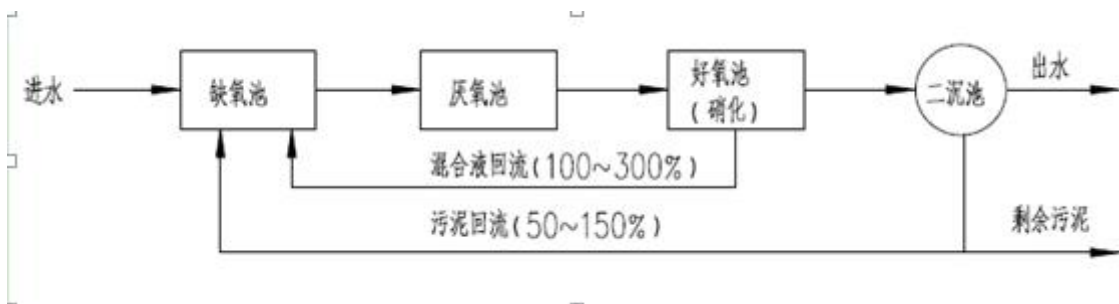 进水
缺氧池
厌氧池
好氧池
(硝化)
二沉池
出水
混合液回流(100~300%)
污泥回流(50~150%)
剩余污泥